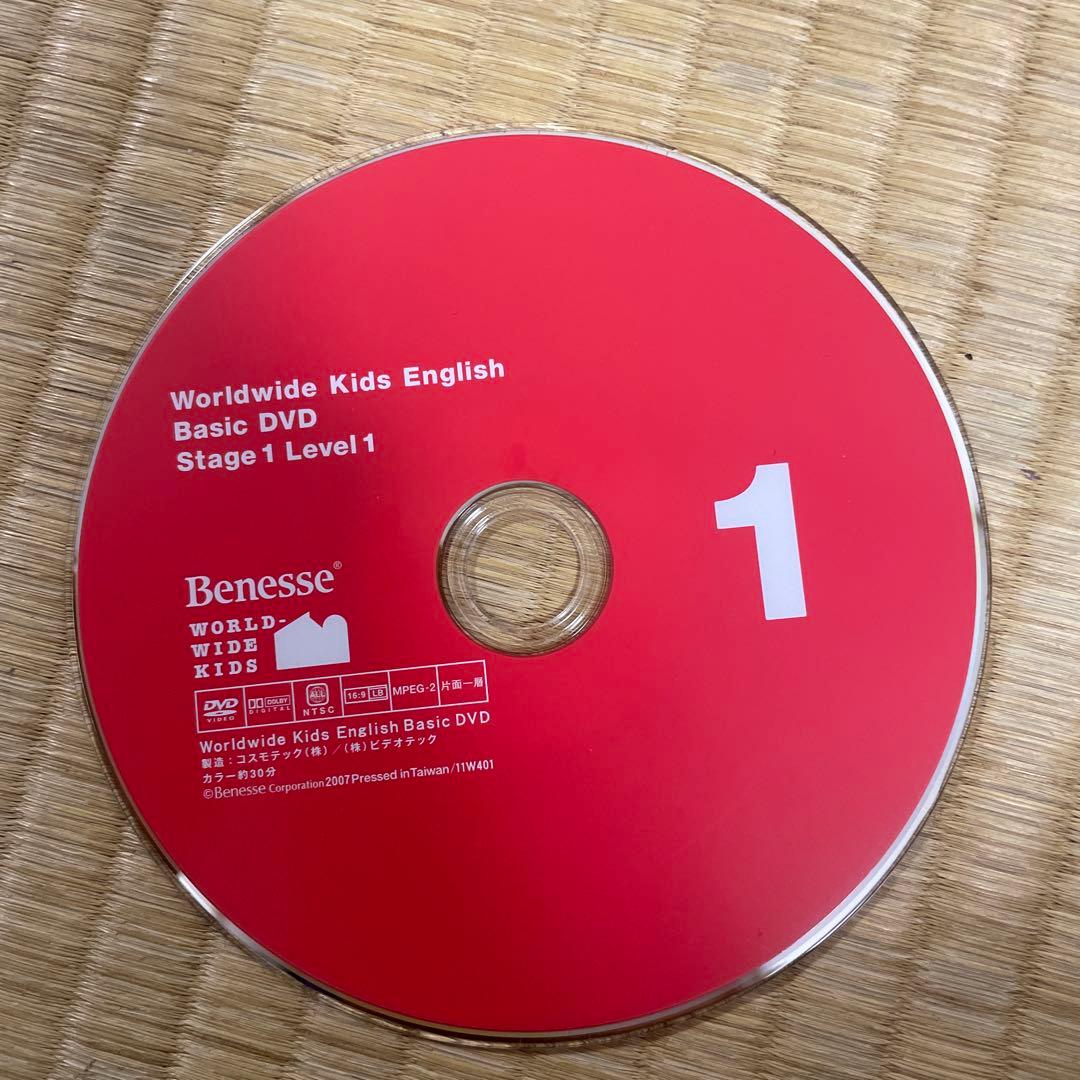 Worldwide Kids English
Basic DVD
Stage 1 Level 1
1
Benesse®
WORLD-
WIDE
KIDS
DVD VIDEO DOLBY DIGITAL ALL NTSC 16:9 LB MPEG-2 片面一層
Worldwide Kids English Basic DVD
製造：コスモテック(株)／(株)ビデオテック
カラー約30分
©Benesse Corporation 2007 Pressed in Taiwan/11W401